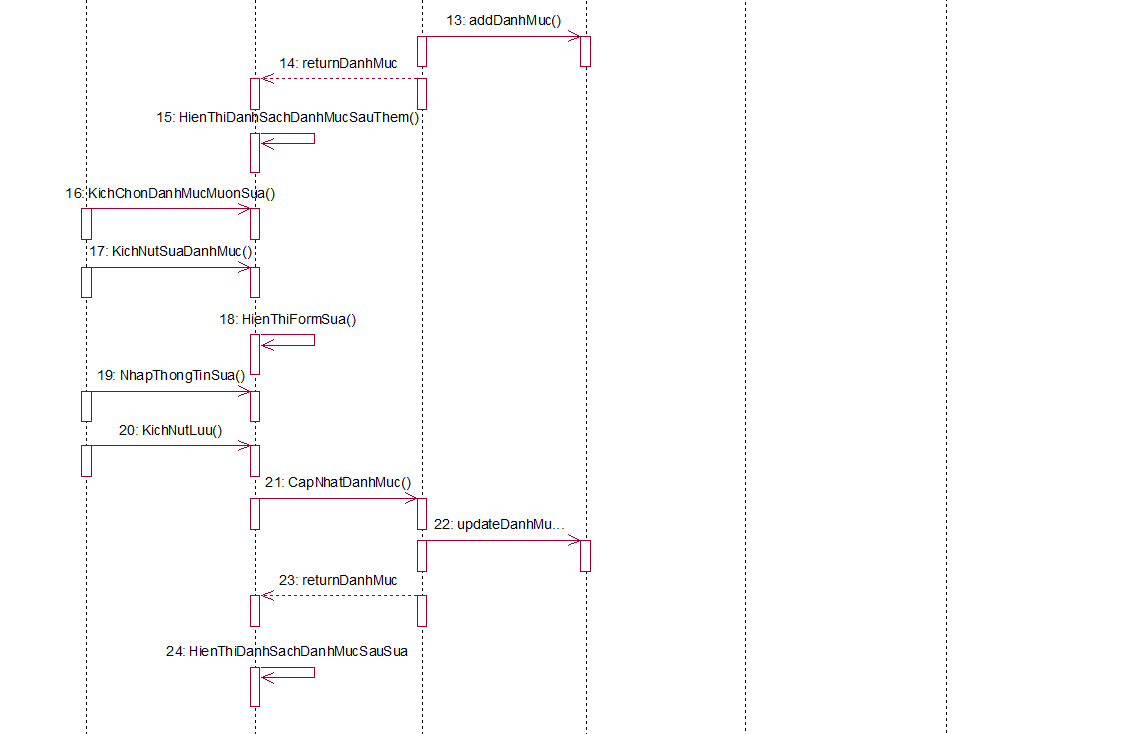 13: addDanhMuc()
14: returnDanhMuc
15: HienThiDanhSachDanhMucSauThem()
16: KichChonDanhMucMuonSua()
17: KichNutSuaDanhMuc()
18: HienThiFormSua()
19: NhapThongTinSua()
20: KichNutLuu()
21: CapNhatDanhMuc()
22: updateDanhMu...
23: returnDanhMuc
24: HienThiDanhSachDanhMucSauSua